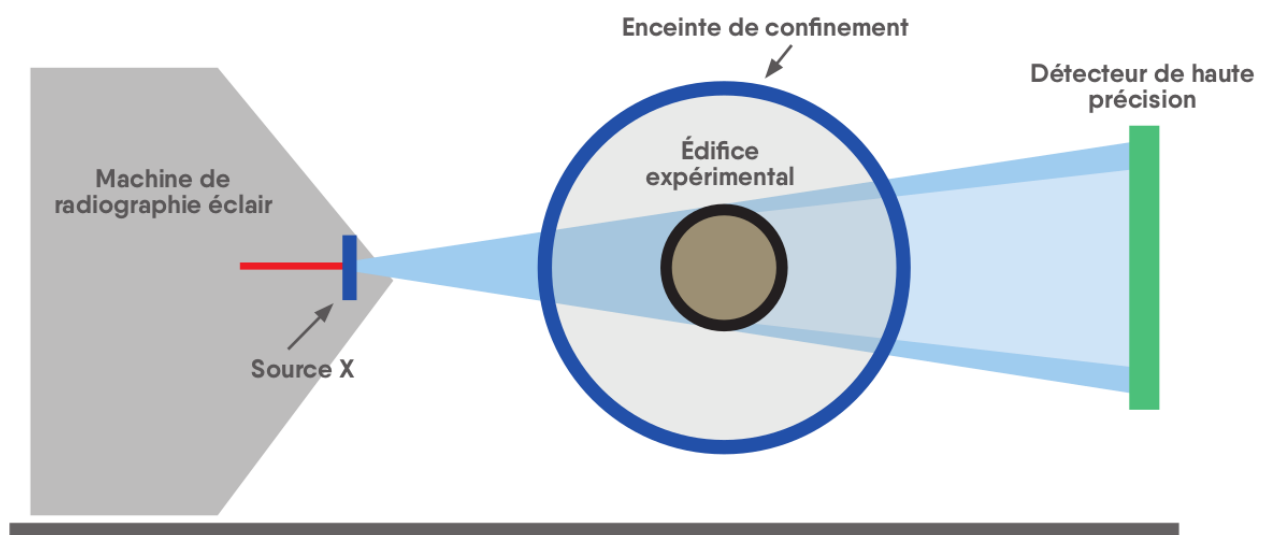 Enceinte de confinement
Détecteur de haute
précision
Édifice
expérimental
Machine de
radiographie éclair
Source X